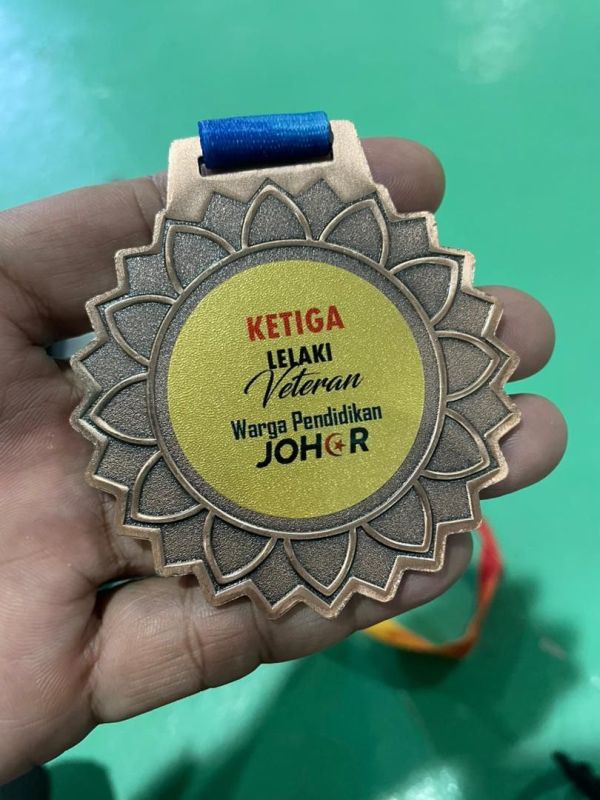 KETIGA
LELAKI
Veteran
Warga Pendidikan
JOHOR